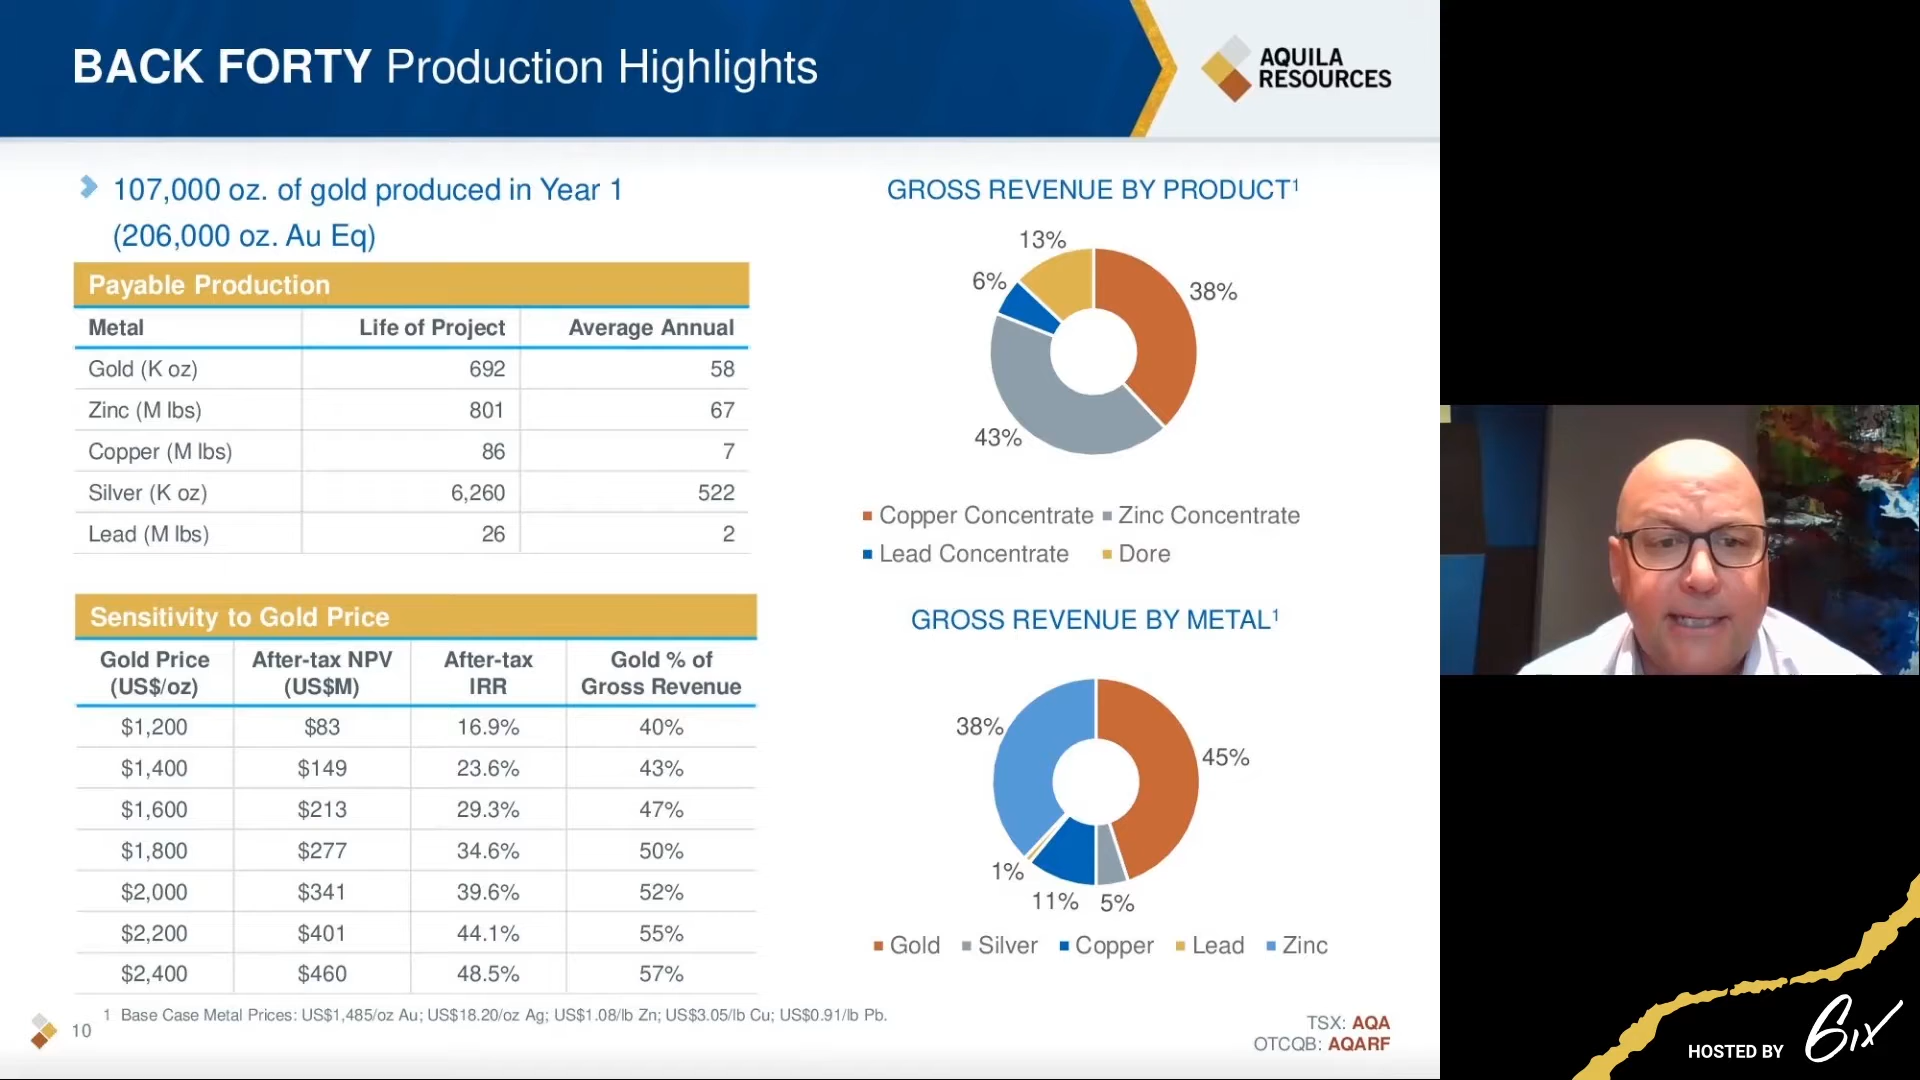 BACK FORTY Production Highlights
AQUILA
RESOURCES
107,000 oz. of gold produced in Year 1
(206,000 oz. Au Eq)
Payable Production
Metal Life of Project Average Annual
Gold (K oz) 692 58
Zinc (M lbs) 801 67
Copper (M lbs) 86 7
Silver (K oz) 6,260 522
Lead (M lbs) 26 2
Sensitivity to Gold Price
Gold Price (US$/oz) After-tax NPV (US$M) After-tax IRR Gold % of Gross Revenue
$1,200 $83 16.9% 40%
$1,400 $149 23.6% 43%
$1,600 $213 29.3% 47%
$1,800 $277 34.6% 50%
$2,000 $341 39.6% 52%
$2,200 $401 44.1% 55%
$2,400 $460 48.5% 57%
GROSS REVENUE BY PRODUCT¹
13%
6%
38%
43%
Copper Concentrate Zinc Concentrate
Lead Concentrate Dore
GROSS REVENUE BY METAL¹
38%
45%
1%
11% 5%
Gold Silver Copper Lead Zinc
1 Base Case Metal Prices: US$1,485/oz Au; US$18.20/oz Ag; US$1.08/lb Zn; US$3.05/lb Cu; US$0.91/lb Pb.
10
TSX: AQA
OTCQB: AQARF
HOSTED BY 6ix